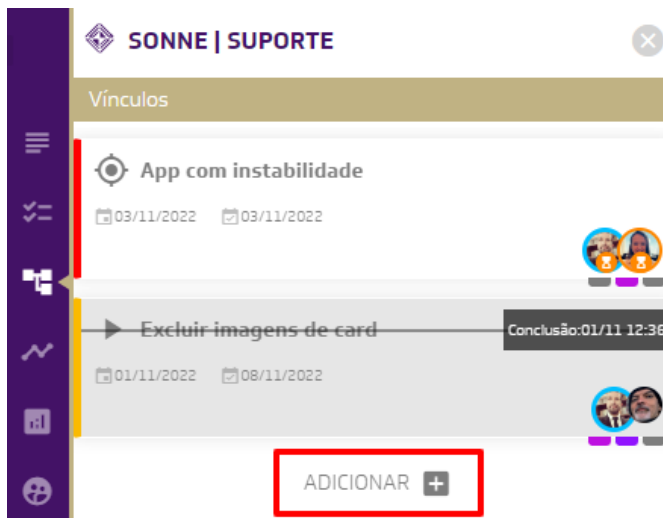 SONNE | SUPORTE
Vínculos
App com instabilidade
03/11/2022 03/11/2022
Excluir imagens de card
Conclusão:01/11 12:36
01/11/2022 08/11/2022
ADICIONAR